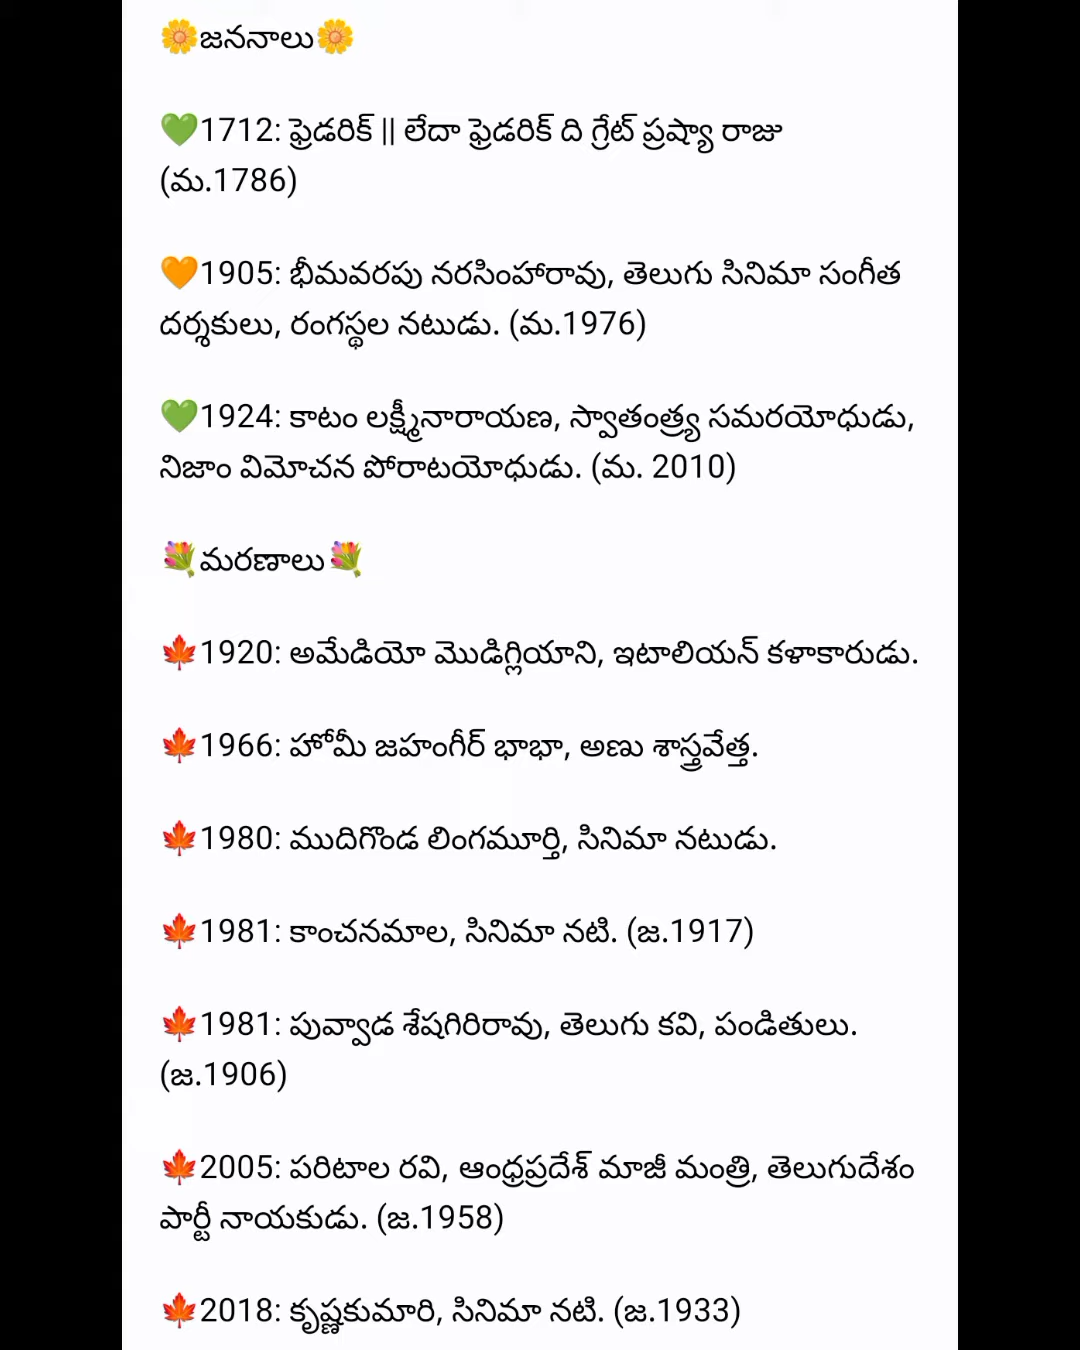 🌼జననాలు🌼
💚1712: ఫ్రెడరిక్ || లేదా ఫ్రెడరిక్ ది గ్రేట్ ప్రష్యా రాజు
(మ.1786)
🧡1905: భీమవరపు నరసింహారావు, తెలుగు సినిమా సంగీత
దర్శకులు, రంగస్థల నటుడు. (మ.1976)
💚1924: కాటం లక్ష్మీనారాయణ, స్వాతంత్ర్య సమరయోధుడు,
నిజాం విమోచన పోరాటయోధుడు. (మ. 2010)
💐మరణాలు💐
🍁1920: అమేడియో మొడిగ్లియాని, ఇటాలియన్ కళాకారుడు.
🍁1966: హోమీ జహంగీర్ భాభా, అణు శాస్త్రవేత్త.
🍁1980: ముదిగొండ లింగమూర్తి, సినిమా నటుడు.
🍁1981: కాంచనమాల, సినిమా నటి. (జ.1917)
🍁1981: పువ్వాడ శేషగిరిరావు, తెలుగు కవి, పండితులు.
(జ.1906)
🍁2005: పరిటాల రవి, ఆంధ్రప్రదేశ్ మాజీ మంత్రి, తెలుగుదేశం
పార్టీ నాయకుడు. (జ.1958)
🍁2018: కృష్ణకుమారి, సినిమా నటి. (జ.1933)